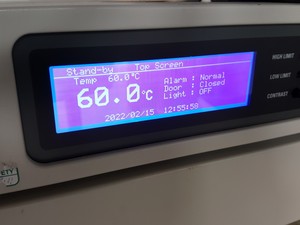 Stand-by Top Screen
Temp 60.0℃
60.0℃
Alarm : Normal
Door : Closed
Light : OFF
2022/02/15 12:55:58
HIGH LIMIT
LOW LIMIT
CONTRAST